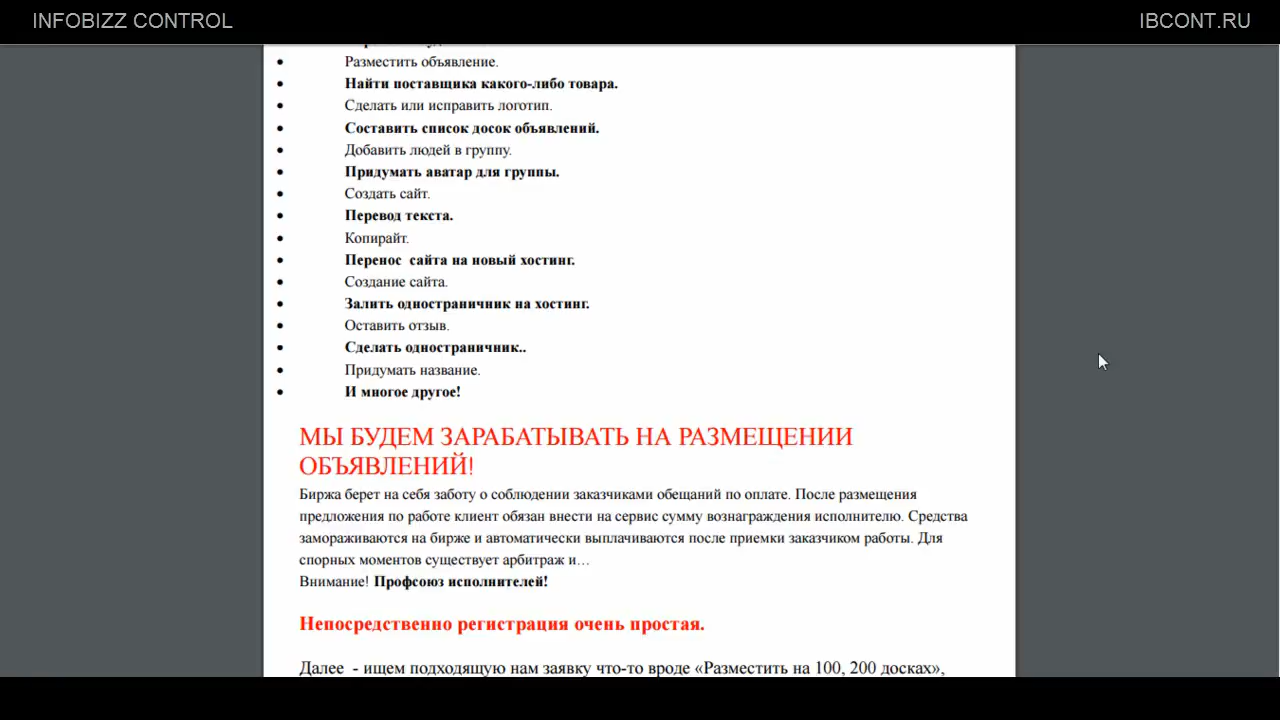 INFOBIZZ CONTROL
IBCONT.RU
Разместить объявление.
Найти поставщика какого-либо товара.
Сделать или исправить логотип.
Составить список досок объявлений.
Добавить людей в группу.
Придумать аватар для группы.
Создать сайт.
Перевод текста.
Копирайт.
Перенос сайта на новый хостинг.
Создание сайта.
Залить одностраничник на хостинг.
Оставить отзыв.
Сделать одностраничник..
Придумать название.
И многое другое!
МЫ БУДЕМ ЗАРАБАТЫВАТЬ НА РАЗМЕЩЕНИИ
ОБЪЯВЛЕНИЙ!
Биржа берет на себя заботу о соблюдении заказчиками обещаний по оплате. После размещения
предложения по работе клиент обязан внести на сервис сумму вознаграждения исполнителю. Средства
замораживаются на бирже и автоматически выплачиваются после приемки заказчиком работы. Для
спорных моментов существует арбитраж и…
Внимание! Профсоюз исполнителей!
Непосредственно регистрация очень простая.
Далее - ищем подходящую нам заявку что-то вроде «Разместить на 100, 200 досках»,